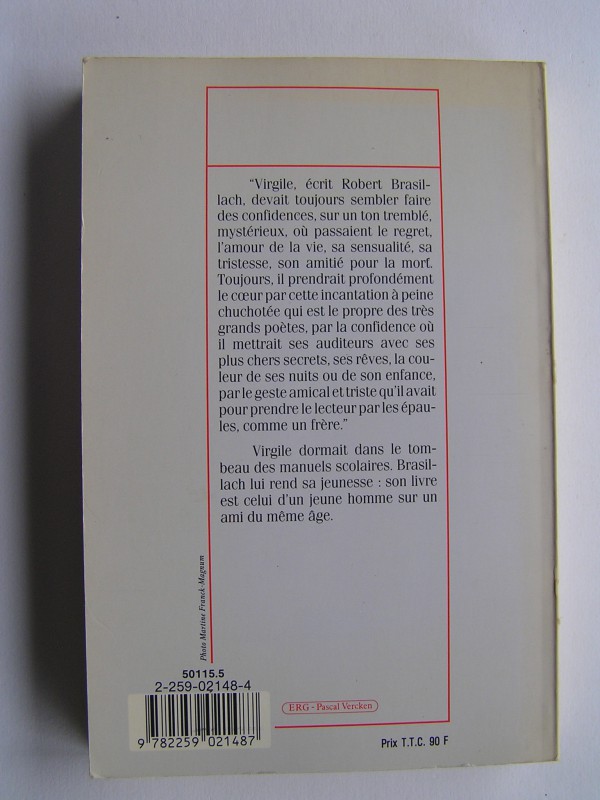 “Virgile, écrit Robert Brasil-
lach, devait toujours sembler faire
des confidences, sur un ton tremblé,
mystérieux, où passaient le regret,
l’amour de la vie, sa sensualité, sa
tristesse, son amitié pour la mort.
Toujours, il prendrait profondément
le cœur par cette incantation à peine
chuchotée qui est le propre des très
grands poètes, par la confidence où
il mettrait ses auditeurs avec ses
plus chers secrets, ses rêves, la cou-
leur de ses nuits ou de son enfance,
par le geste amical et triste qu’il avait
pour prendre le lecteur par les épau-
les, comme un frère.”
Virgile dormait dans le tom-
beau des manuels scolaires. Brasil-
lach lui rend sa jeunesse : son livre
est celui d’un jeune homme sur un
ami du même âge.
Photo Martine Franck-Magnum
50115.5
2-259-02148-4
9 782259 021487
ERG - Pascal Vercken
Prix T.T.C. 90 F